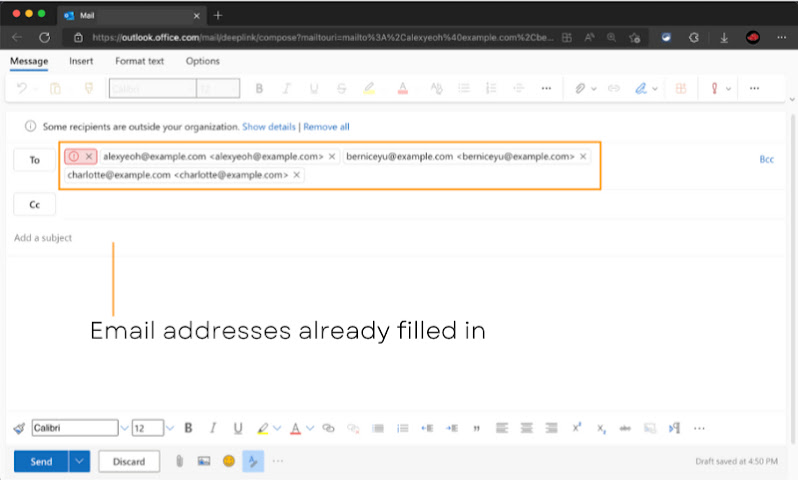 Mail
https://outlook.office.com/mail/deeplink/compose?mailtouri=mailto%3A%2Calexyeoh%40example.com%2Cbe...
Message Insert Format text Options
Calibri 12
Some recipients are outside your organization. Show details | Remove all
To alexyeoh@example.com <alexyeoh@example.com> berniceyu@example.com <berniceyu@example.com> Bcc
charlotte@example.com <charlotte@example.com>
Cc
Add a subject
Email addresses already filled in
Calibri 12 B I U
Send Discard Draft saved at 4:50 PM